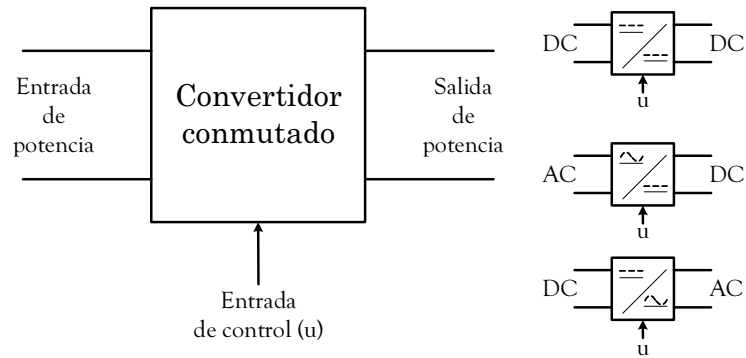 Entrada
de
potencia
Convertidor
conmutado
Salida
de
potencia
Entrada
de control (u)
DC
DC
u
AC
DC
u
DC
AC
u